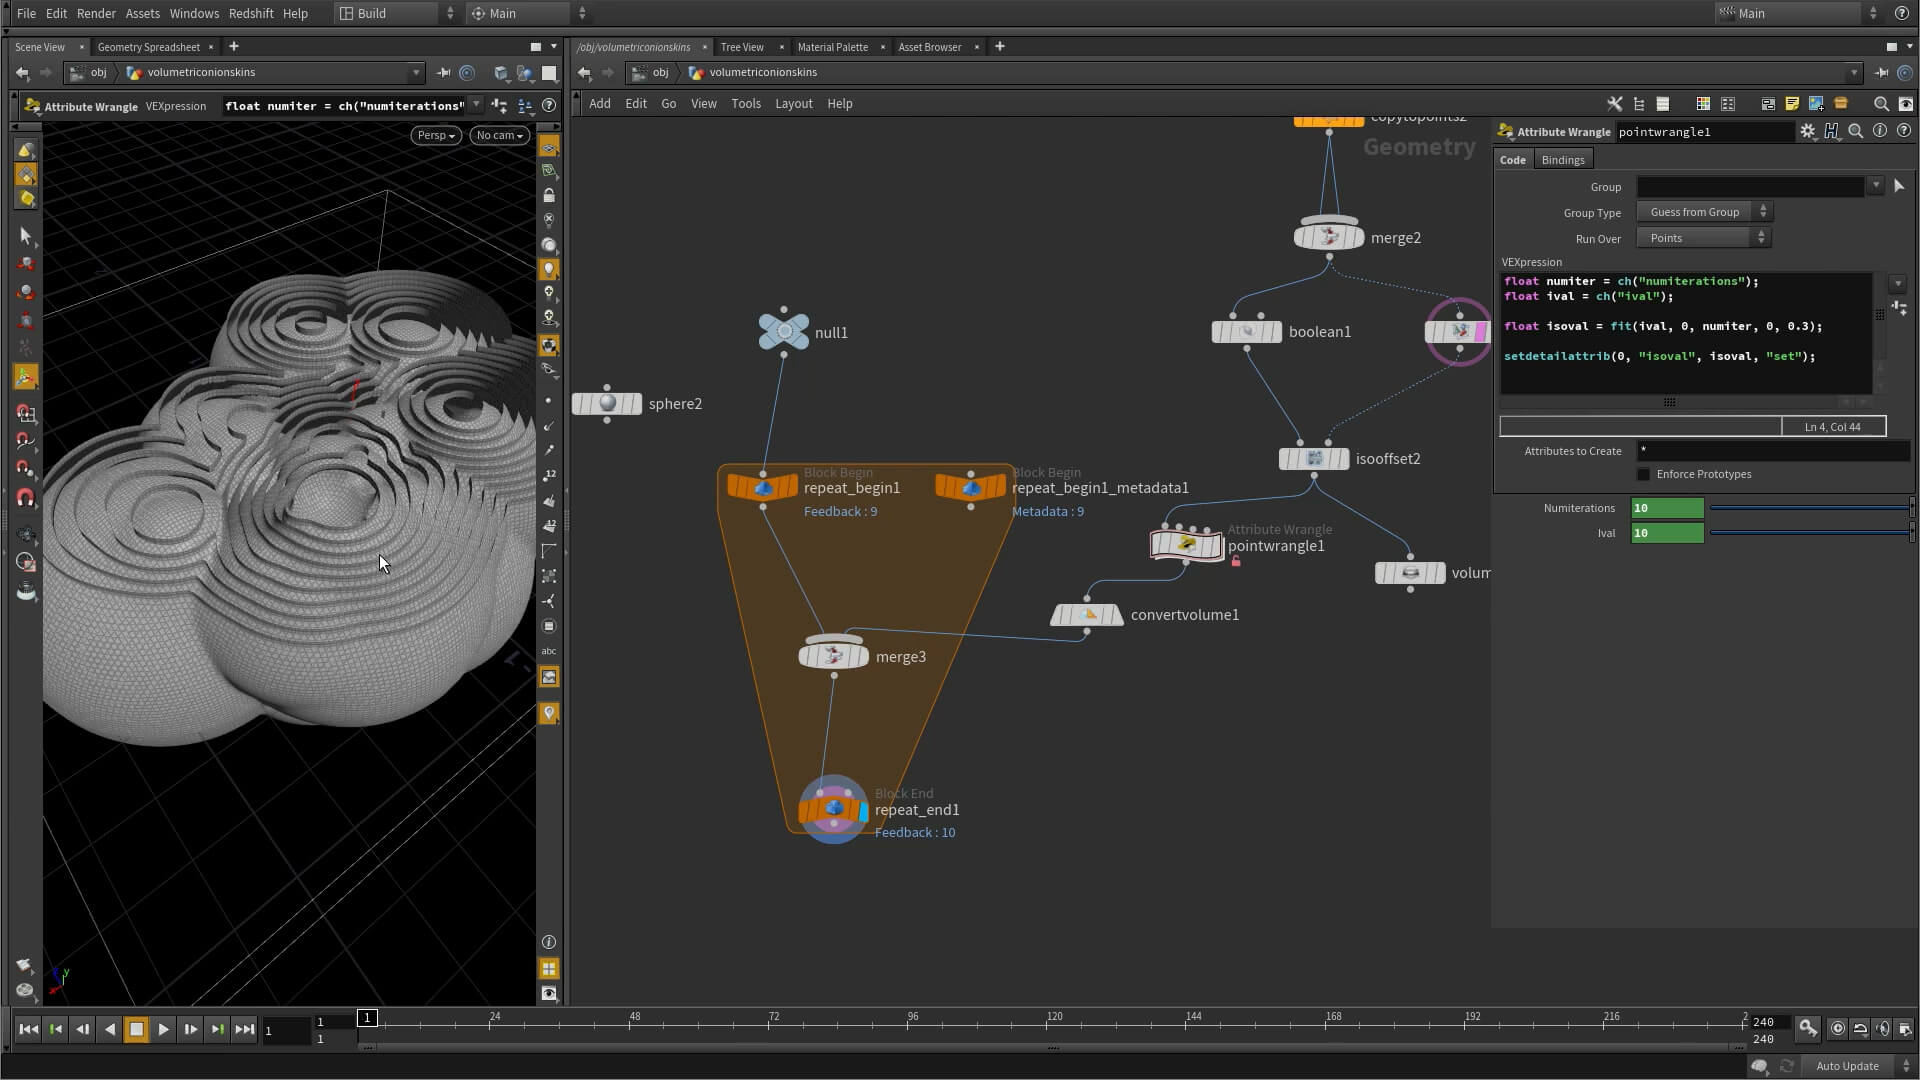 File Edit Render Assets Windows Redshift Help Build Main Main
Scene View Geometry Spreadsheet
obj volumetriconionskins
Attribute Wrangle VEXpression float numiter = ch("numiterations"
Persp No cam
abc
/obj/volumetriconionskins Tree View Material Palette Asset Browser
obj volumetriconionskins
Add Edit Go View Tools Layout Help
copytopoints2
Geometry
merge2
null1
boolean1
sphere2
isooffset2
Block Begin
repeat_begin1
Feedback : 9
Block Begin
repeat_begin1_metadata1
Metadata : 9
Attribute Wrangle
pointwrangle1
volum
convertvolume1
merge3
Block End
repeat_end1
Feedback : 10
Attribute Wrangle pointwrangle1
Code Bindings
Group
Group Type Guess from Group
Run Over Points
VEXpression
float numiter = ch("numiterations");
float ival = ch("ival");
float isoval = fit(ival, 0, numiter, 0, 0.3);
setdetailattrib(0, "isoval", isoval, "set");
Ln 4, Col 44
Attributes to Create *
Enforce Prototypes
Numiterations 10
Ival 10
1 1 1 24 48 72 96 120 144 168 192 216 2 240
1 240
Auto Update